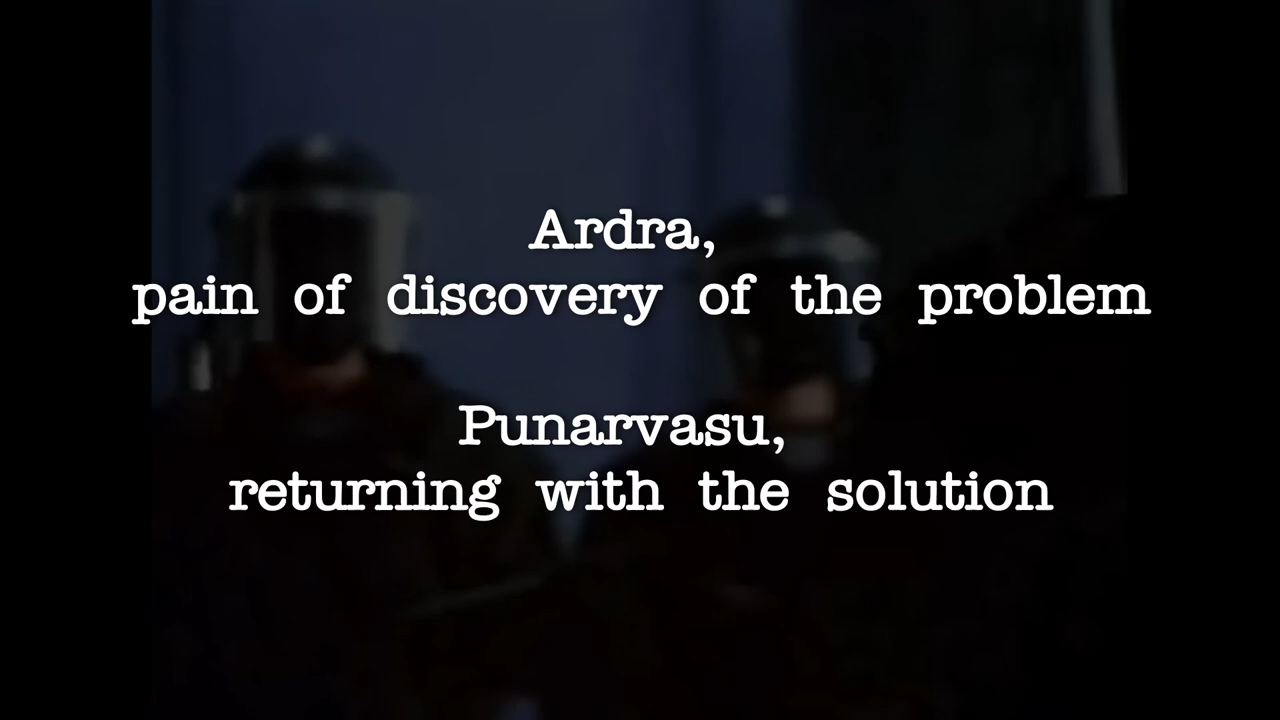 Ardra,
pain of discovery of the problem
Punarvasu,
returning with the solution